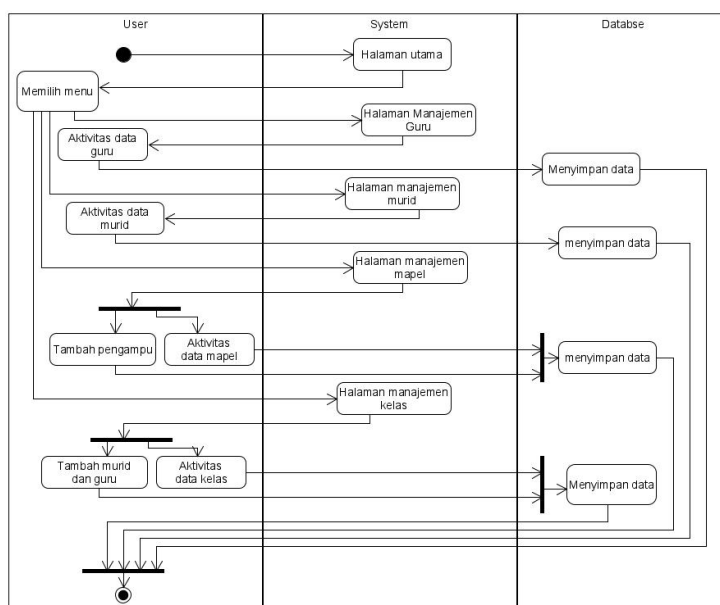 User
System
Databse
Halaman utama
Memilih menu
Halaman Manajemen
Guru
Aktivitas data
guru
Menyimpan data
Halaman manajemen
murid
Aktivitas data
murid
menyimpan data
Halaman manajemen
mapel
Tambah pengampu
Aktivitas
data mapel
menyimpan data
Halaman manajemen
kelas
Tambah murid
dan guru
Aktivitas
data kelas
Menyimpan data